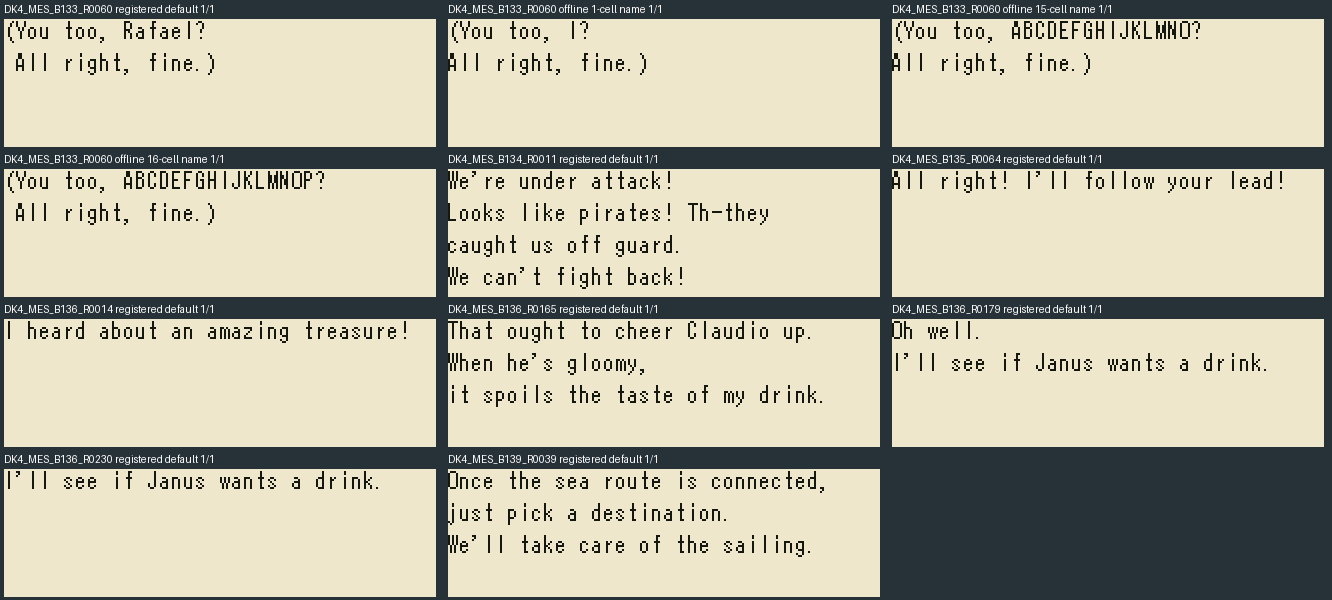 DK4_MES_B133_R0060 registered default 1/1
(You too, Rafael?
All right, fine.)
DK4_MES_B133_R0060 offline 1-cell name 1/1
(You too, I?
All right, fine.)
DK4_MES_B133_R0060 offline 15-cell name 1/1
(You too, ABCDEFGHIJKLMNO?
All right, fine.)
DK4_MES_B133_R0060 offline 16-cell name 1/1
(You too, ABCDEFGHIJKLMNOP?
All right, fine.)
DK4_MES_B134_R0011 registered default 1/1
We're under attack!
Looks like pirates! Th-they
caught us off guard.
We can't fight back!
DK4_MES_B135_R0064 registered default 1/1
All right! I'll follow your lead!
DK4_MES_B136_R0014 registered default 1/1
I heard about an amazing treasure!
DK4_MES_B136_R0165 registered default 1/1
That ought to cheer Claudio up.
When he's gloomy,
it spoils the taste of my drink.
DK4_MES_B136_R0179 registered default 1/1
Oh well.
I'll see if Janus wants a drink.
DK4_MES_B136_R0230 registered default 1/1
I'll see if Janus wants a drink.
DK4_MES_B139_R0039 registered default 1/1
Once the sea route is connected,
just pick a destination.
We'll take care of the sailing.